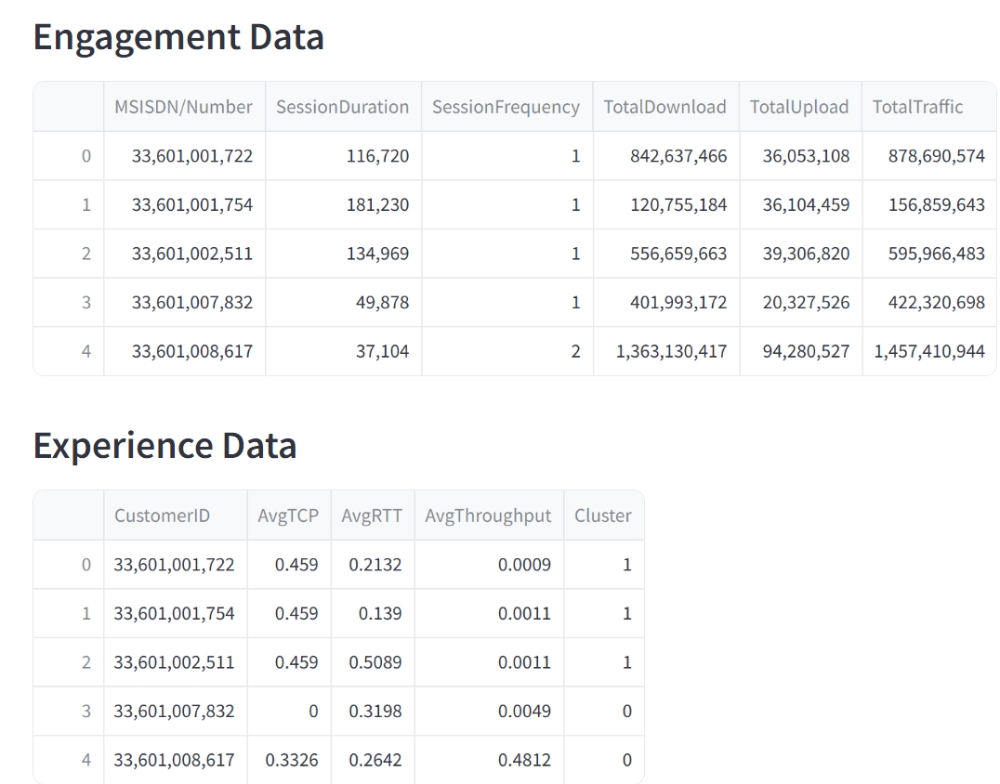 Engagement Data
MSISDN/Number SessionDuration SessionFrequency TotalDownload TotalUpload TotalTraffic
0 33,601,001,722 116,720 1 842,637,466 36,053,108 878,690,574
1 33,601,001,754 181,230 1 120,755,184 36,104,459 156,859,643
2 33,601,002,511 134,969 1 556,659,663 39,306,820 595,966,483
3 33,601,007,832 49,878 1 401,993,172 20,327,526 422,320,698
4 33,601,008,617 37,104 2 1,363,130,417 94,280,527 1,457,410,944
Experience Data
CustomerID AvgTCP AvgRTT AvgThroughput Cluster
0 33,601,001,722 0.459 0.2132 0.0009 1
1 33,601,001,754 0.459 0.139 0.0011 1
2 33,601,002,511 0.459 0.5089 0.0011 1
3 33,601,007,832 0 0.3198 0.0049 0
4 33,601,008,617 0.3326 0.2642 0.4812 0